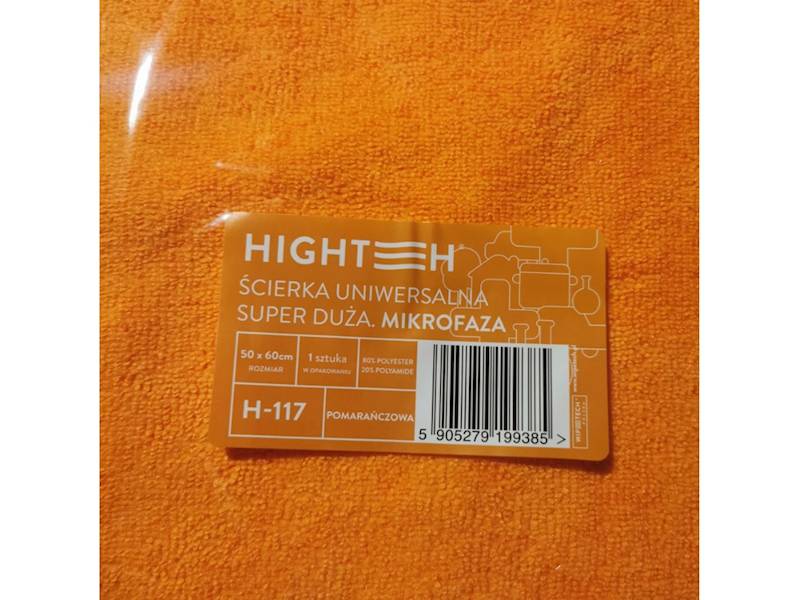 HIGHTECH
ŚCIERKA UNIWERSALNA
SUPER DUŻA. MIKROFAZA
50 x 60cm
ROZMIAR
1 sztuka
W OPAKOWANIU
80% POLYESTER
20% POLYAMIDE
H-117
POMARAŃCZOWA
5 905279 199385 >